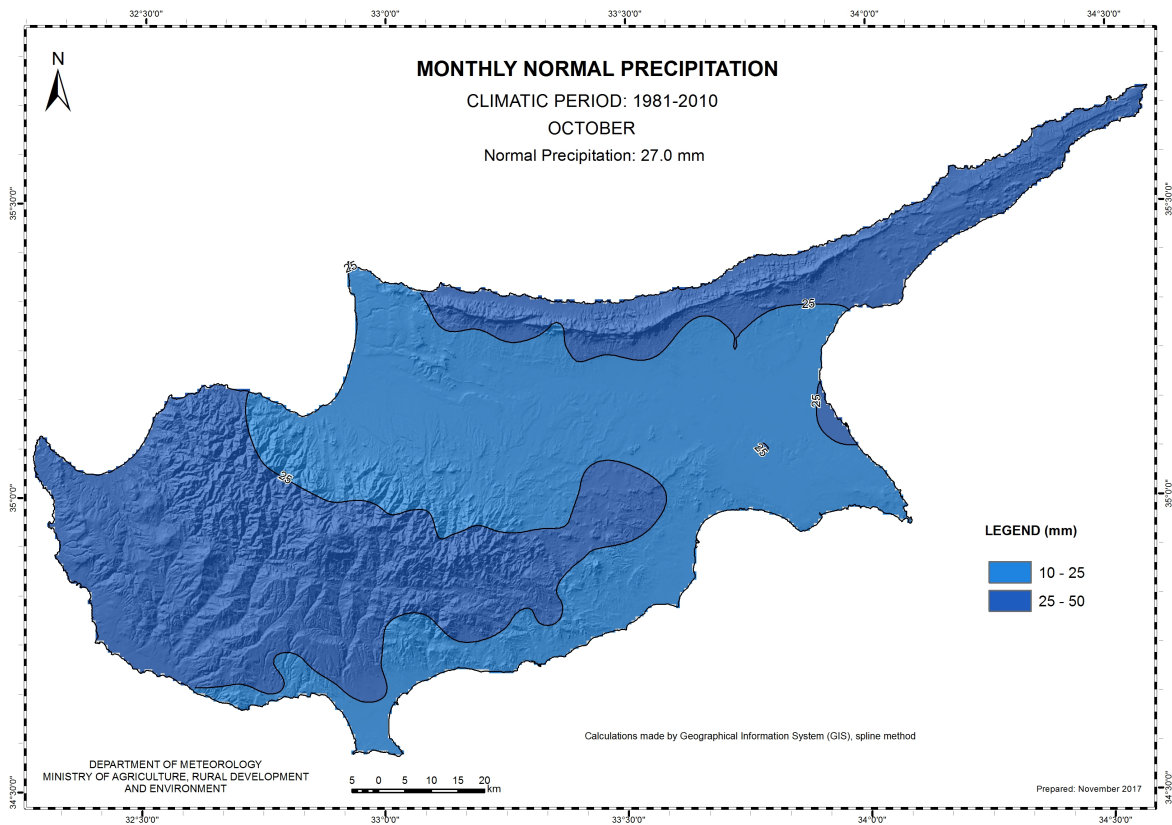 32°30'0" 33°0'0" 33°30'0" 34°0'0" 34°30'0"
N
MONTHLY NORMAL PRECIPITATION
CLIMATIC PERIOD: 1981-2010
OCTOBER
Normal Precipitation: 27.0 mm
35°30'0" 35°30'0"
25
25
25
25
25
35°0'0" 35°0'0"
LEGEND (mm)
10 - 25
25 - 50
Calculations made by Geographical Information System (GIS), spline method
DEPARTMENT OF METEOROLOGY
MINISTRY OF AGRICULTURE, RURAL DEVELOPMENT
AND ENVIRONMENT
5 0 5 10 15 20
km
Prepared: November 2017
34°30'0" 34°30'0"
32°30'0" 33°0'0" 33°30'0" 34°0'0" 34°30'0"